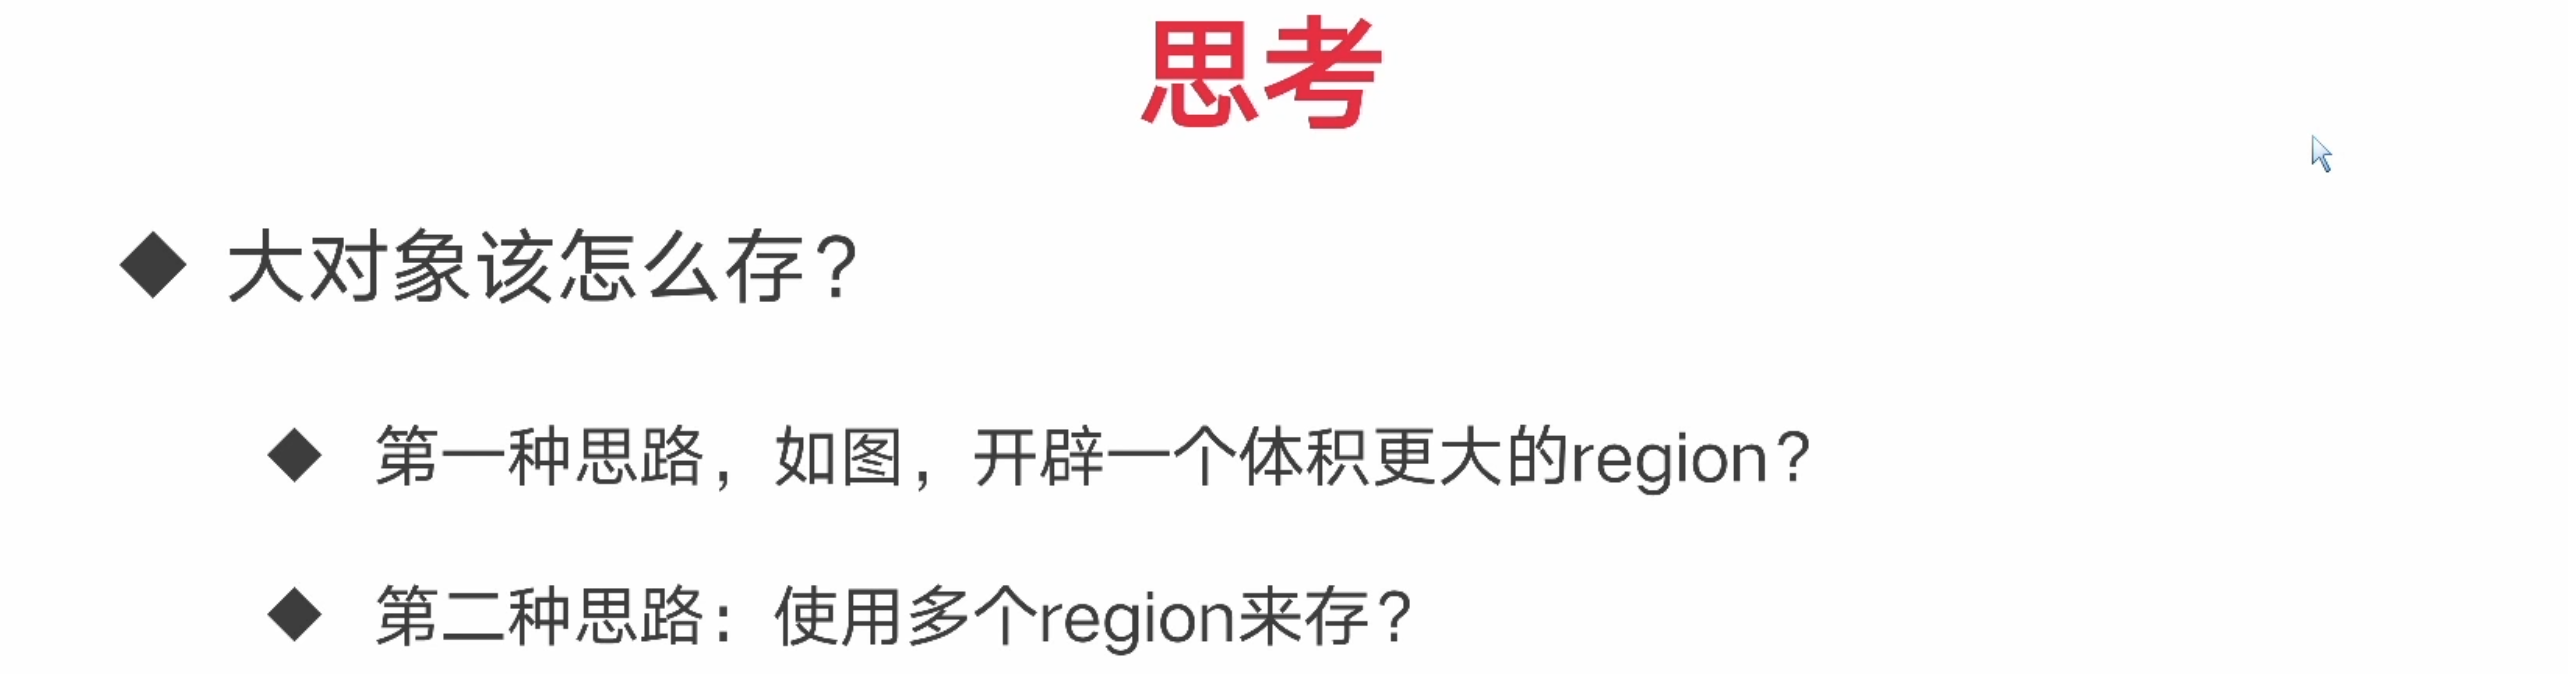 思考
大对象该怎么存？
第一种思路，如图，开辟一个体积更大的region？
第二种思路：使用多个region来存？